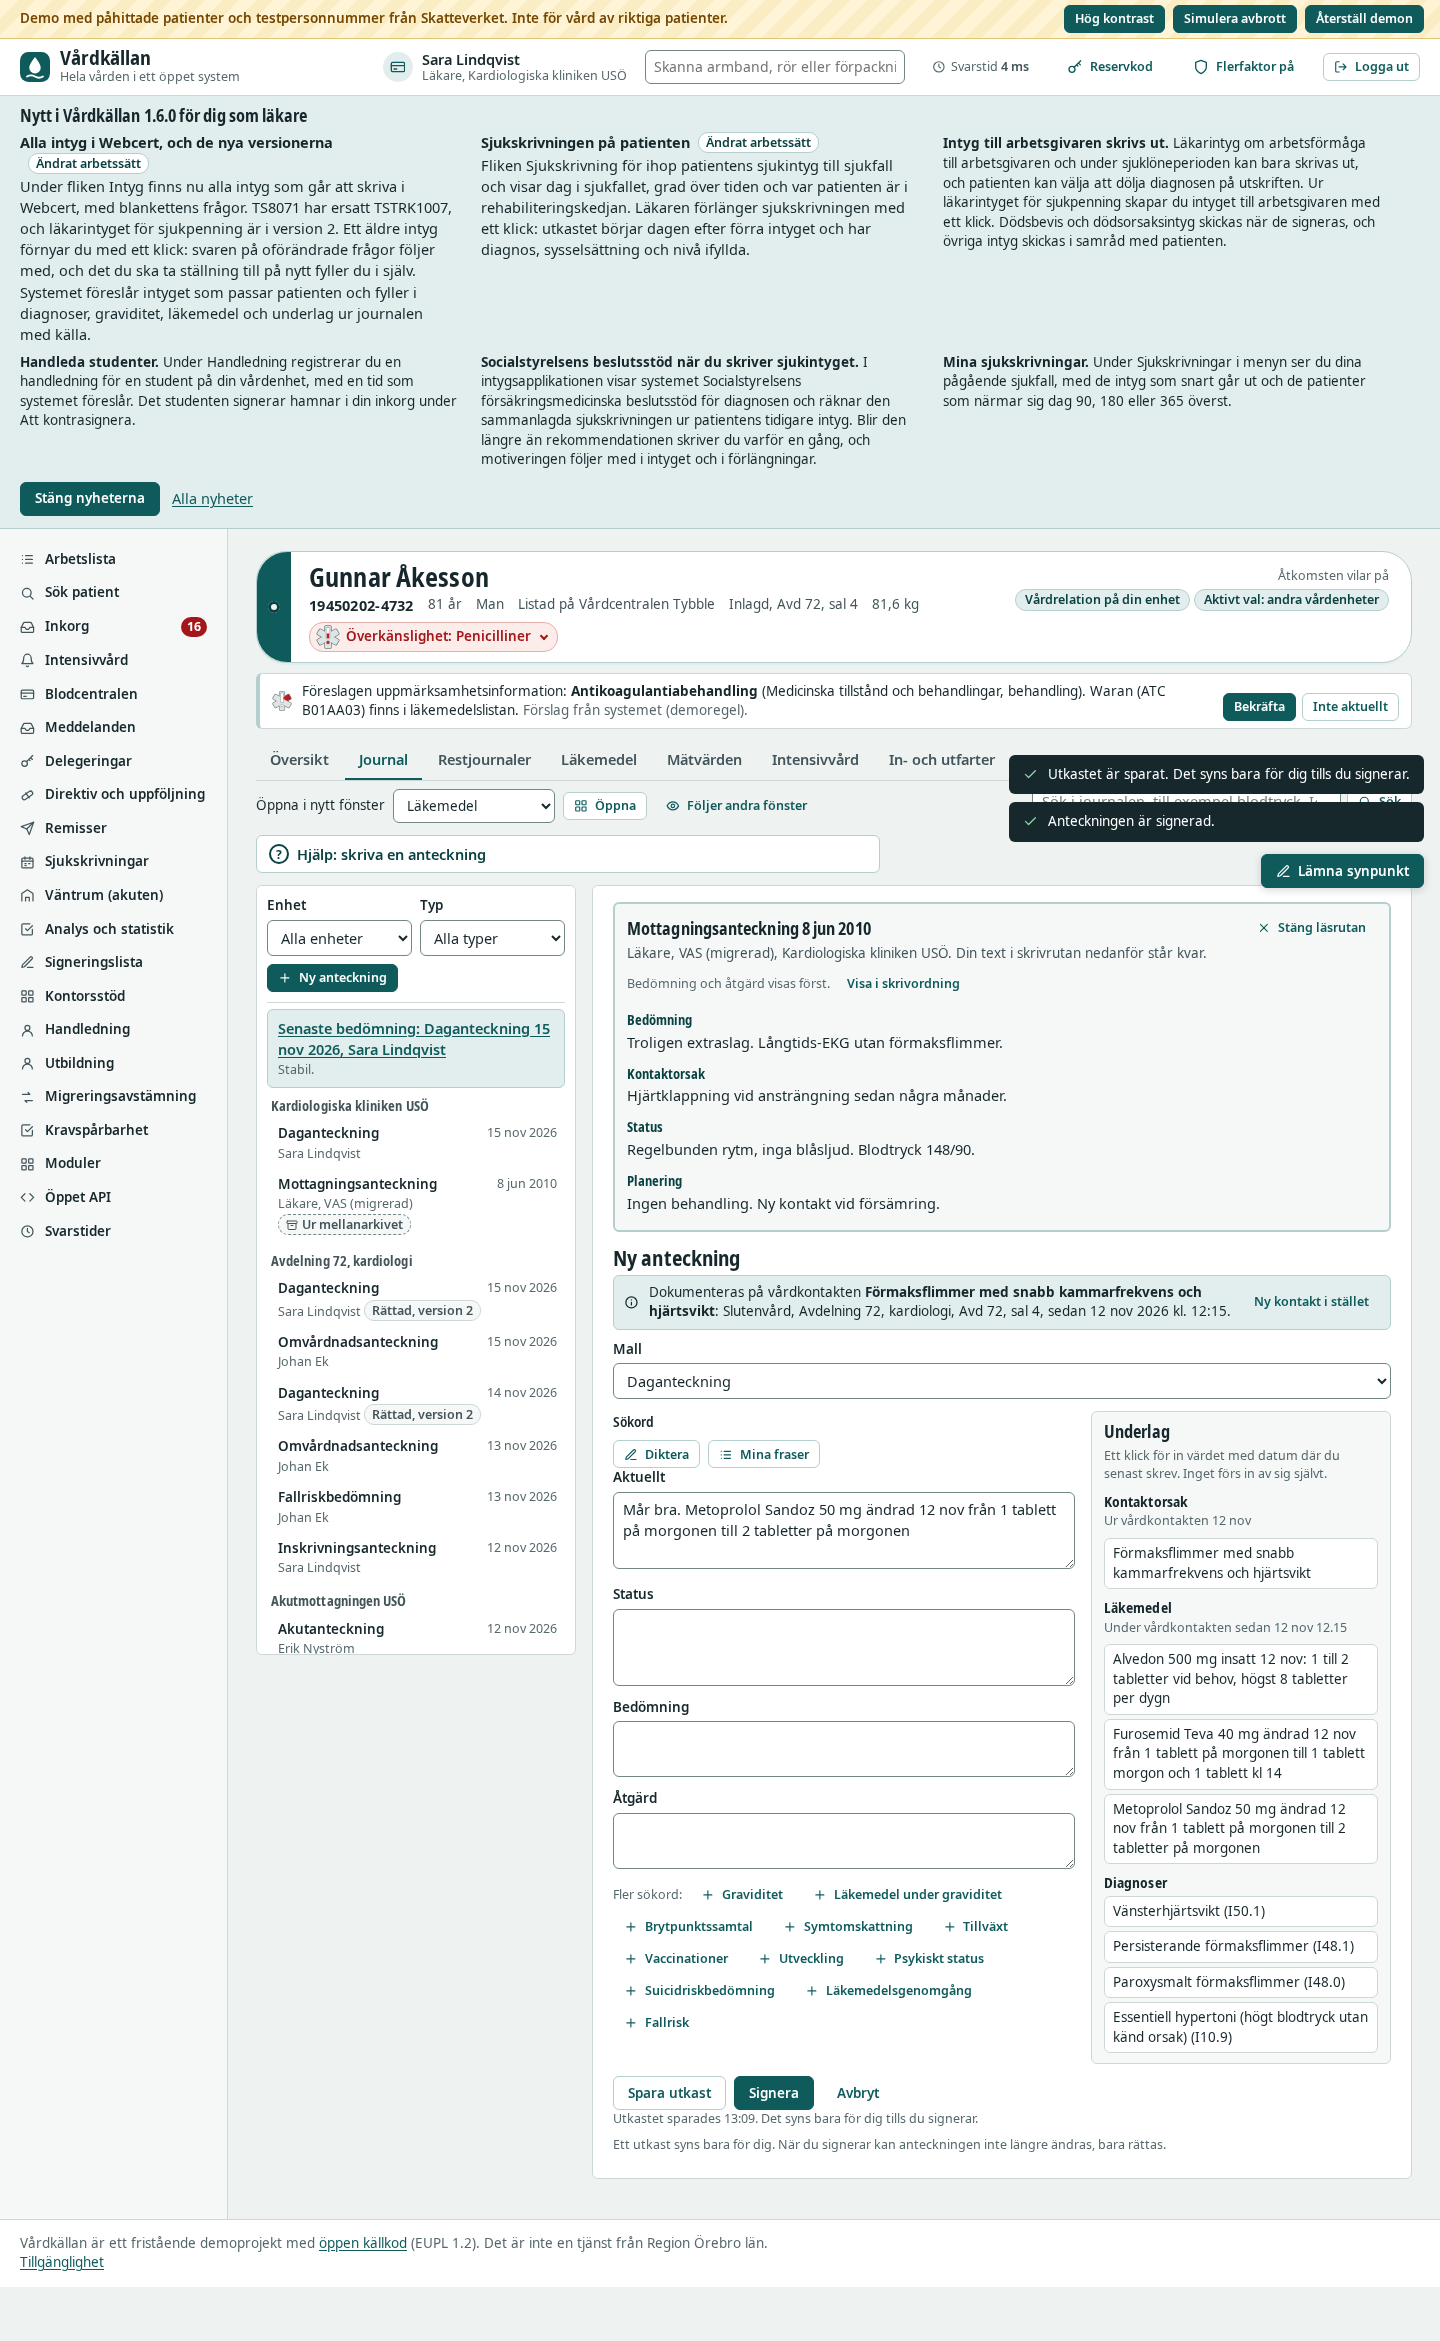 Demo med påhittade patienter och testpersonnummer från Skatteverket. Inte för vård av riktiga patienter.
Hög kontrast
Simulera avbrott
Återställ demon
Vårdkällan
Hela vården i ett öppet system
Sara Lindqvist
Läkare, Kardiologiska kliniken USÖ
Skanna armband, rör eller förpackni
Svarstid 4 ms
Reservkod
Flerfaktor på
Logga ut
Nytt i Vårdkällan 1.6.0 för dig som läkare
Alla intyg i Webcert, och de nya versionerna
Ändrat arbetssätt
Under fliken Intyg finns nu alla intyg som går att skriva i
Webcert, med blankettens frågor. TS8071 har ersatt TSTRK1007,
och läkarintyget för sjukpenning är i version 2. Ett äldre intyg
förnyar du med ett klick: svaren på oförändrade frågor följer
med, och det du ska ta ställning till på nytt fyller du i själv.
Systemet föreslår intyget som passar patienten och fyller i
diagnoser, graviditet, läkemedel och underlag ur journalen
med källa.
Sjukskrivningen på patienten Ändrat arbetssätt
Fliken Sjukskrivning för ihop patientens sjukintyg till sjukfall
och visar dag i sjukfallet, grad över tiden och var patienten är i
rehabiliteringskedjan. Läkaren förlänger sjukskrivningen med
ett klick: utkastet börjar dagen efter förra intyget och har
diagnos, sysselsättning och nivå ifyllda.
Intyg till arbetsgivaren skrivs ut. Läkarintyg om arbetsförmåga
till arbetsgivaren och under sjuklöneperioden kan bara skrivas ut,
och patienten kan välja att dölja diagnosen på utskriften. Ur
läkarintyget för sjukpenning skapar du intyget till arbetsgivaren med
ett klick. Dödsbevis och dödsorsaksintyg skickas när de signeras, och
övriga intyg skickas i samråd med patienten.
Handleda studenter. Under Handledning registrerar du en
handledning för en student på din vårdenhet, med en tid som
systemet föreslår. Det studenten signerar hamnar i din inkorg under
Att kontrasignera.
Socialstyrelsens beslutsstöd när du skriver sjukintyget. I
intygsapplikationen visar systemet Socialstyrelsens
försäkringsmedicinska beslutsstöd för diagnosen och räknar den
sammanlagda sjukskrivningen ur patientens tidigare intyg. Blir den
längre än rekommendationen skriver du varför en gång, och
motiveringen följer med i intyget och i förlängningar.
Mina sjukskrivningar. Under Sjukskrivningar i menyn ser du dina
pågående sjukfall, med de intyg som snart går ut och de patienter
som närmar sig dag 90, 180 eller 365 överst.
Stäng nyheterna
Alla nyheter
Arbetslista
Sök patient
Inkorg 16
Intensivvård
Blodcentralen
Meddelanden
Delegeringar
Direktiv och uppföljning
Remisser
Sjukskrivningar
Väntrum (akuten)
Analys och statistik
Signeringslista
Kontorsstöd
Handledning
Utbildning
Migreringsavstämning
Kravspårbarhet
Moduler
Öppet API
Svarstider
Gunnar Åkesson
19450202-4732 81 år Man Listad på Vårdcentralen Tybble Inlagd, Avd 72, sal 4 81,6 kg
Överkänslighet: Penicilliner
Åtkomsten vilar på
Vårdrelation på din enhet
Aktivt val: andra vårdenheter
Föreslagen uppmärksamhetsinformation: Antikoagulantiabehandling (Medicinska tillstånd och behandlingar, behandling). Waran (ATC
B01AA03) finns i läkemedelslistan. Förslag från systemet (demoregel).
Bekräfta
Inte aktuellt
Översikt
Journal
Restjournaler
Läkemedel
Mätvärden
Intensivvård
In- och utfarter
Utkastet är sparat. Det syns bara för dig tills du signerar.
Anteckningen är signerad.
Öppna i nytt fönster
Läkemedel
Öppna
Följer andra fönster
Lämna synpunkt
Hjälp: skriva en anteckning
Enhet
Typ
Alla enheter
Alla typer
Ny anteckning
Senaste bedömning: Daganteckning 15
nov 2026, Sara Lindqvist
Stabil.
Kardiologiska kliniken USÖ
Daganteckning 15 nov 2026
Sara Lindqvist
Mottagningsanteckning 8 jun 2010
Läkare, VAS (migrerad)
Ur mellanarkivet
Avdelning 72, kardiologi
Daganteckning 15 nov 2026
Sara Lindqvist Rättad, version 2
Omvårdnadsanteckning 15 nov 2026
Johan Ek
Daganteckning 14 nov 2026
Sara Lindqvist Rättad, version 2
Omvårdnadsanteckning 13 nov 2026
Johan Ek
Fallriskbedömning 13 nov 2026
Johan Ek
Inskrivningsanteckning 12 nov 2026
Sara Lindqvist
Akutmottagningen USÖ
Akutanteckning 12 nov 2026
Erik Nyström
Mottagningsanteckning 8 jun 2010
Stäng läsrutan
Läkare, VAS (migrerad), Kardiologiska kliniken USÖ. Din text i skrivrutan nedanför står kvar.
Bedömning och åtgärd visas först. Visa i skrivordning
Bedömning
Troligen extraslag. Långtids-EKG utan förmaksflimmer.
Kontaktorsak
Hjärtklappning vid ansträngning sedan några månader.
Status
Regelbunden rytm, inga blåsljud. Blodtryck 148/90.
Planering
Ingen behandling. Ny kontakt vid försämring.
Ny anteckning
Dokumenteras på vårdkontakten Förmaksflimmer med snabb kammarfrekvens och
hjärtsvikt: Slutenvård, Avdelning 72, kardiologi, Avd 72, sal 4, sedan 12 nov 2026 kl. 12:15.
Ny kontakt i stället
Mall
Daganteckning
Sökord
Diktera
Mina fraser
Aktuellt
Mår bra. Metoprolol Sandoz 50 mg ändrad 12 nov från 1 tablett
på morgonen till 2 tabletter på morgonen
Status
Bedömning
Åtgärd
Fler sökord: Graviditet Läkemedel under graviditet
Brytpunktssamtal Symtomskattning Tillväxt
Vaccinationer Utveckling Psykiskt status
Suicidriskbedömning Läkemedelsgenomgång
Fallrisk
Underlag
Ett klick för in värdet med datum där du
senast skrev. Inget förs in av sig självt.
Kontaktorsak
Ur vårdkontakten 12 nov
Förmaksflimmer med snabb
kammarfrekvens och hjärtsvikt
Läkemedel
Under vårdkontakten sedan 12 nov 12.15
Alvedon 500 mg insatt 12 nov: 1 till 2
tabletter vid behov, högst 8 tabletter
per dygn
Furosemid Teva 40 mg ändrad 12 nov
från 1 tablett på morgonen till 1 tablett
morgon och 1 tablett kl 14
Metoprolol Sandoz 50 mg ändrad 12
nov från 1 tablett på morgonen till 2
tabletter på morgonen
Diagnoser
Vänsterhjärtsvikt (I50.1)
Persisterande förmaksflimmer (I48.1)
Paroxysmalt förmaksflimmer (I48.0)
Essentiell hypertoni (högt blodtryck utan
känd orsak) (I10.9)
Spara utkast
Signera
Avbryt
Utkastet sparades 13:09. Det syns bara för dig tills du signerar.
Ett utkast syns bara för dig. När du signerar kan anteckningen inte längre ändras, bara rättas.
Vårdkällan är ett fristående demoprojekt med öppen källkod (EUPL 1.2). Det är inte en tjänst från Region Örebro län.
Tillgänglighet